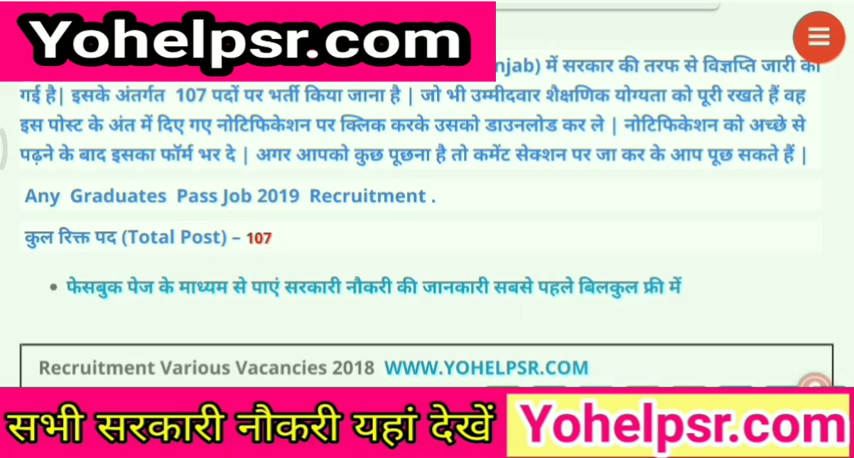 Yohelpsr.com
njab) में सरकार की तरफ से विज्ञप्ति जारी की
गई है| इसके अंतर्गत 107 पदों पर भर्ती किया जाना है | जो भी उम्मीदवार शैक्षणिक योग्यता को पूरी रखते हैं वह
इस पोस्ट के अंत में दिए गए नोटिफिकेशन पर क्लिक करके उसको डाउनलोड कर ले | नोटिफिकेशन को अच्छे से
पढ़ने के बाद इसका फॉर्म भर दे | अगर आपको कुछ पूछना है तो कमेंट सेक्शन पर जा कर के आप पूछ सकते हैं |
Any Graduates Pass Job 2019 Recruitment .
कुल रिक्त पद (Total Post) – 107
• फेसबुक पेज के माध्यम से पाएं सरकारी नौकरी की जानकारी सबसे पहले बिलकुल फ्री में
Recruitment Various Vacancies 2018 WWW.YOHELPSR.COM
सभी सरकारी नौकरी यहां देखें Yohelpsr.com